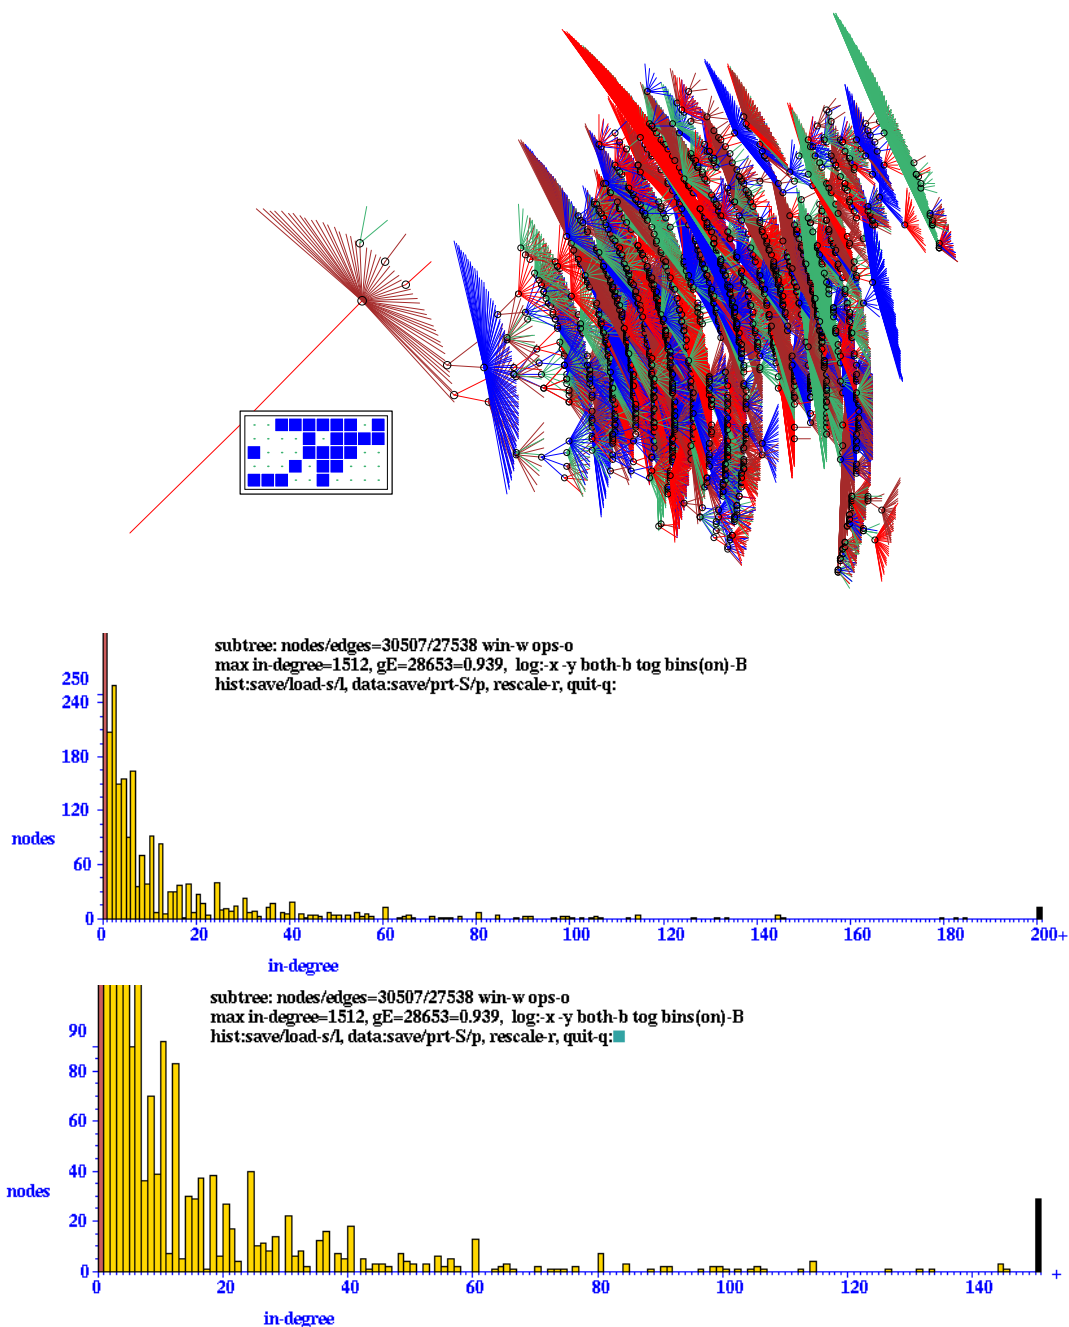 subtree: nodes/edges=30507/27538 win-w ops-o
max in-degree=1512, gE=28653=0.939, log:-x -y both-b tog bins(on)-B
hist:save/load-s/l, data:save/prt-S/p, rescale-r, quit-q:
250
240
180
120
nodes
60
0
0 20 40 60 80 100 120 140 160 180 200+
in-degree
subtree: nodes/edges=30507/27538 win-w ops-o
max in-degree=1512, gE=28653=0.939, log:-x -y both-b tog bins(on)-B
hist:save/load-s/l, data:save/prt-S/p, rescale-r, quit-q:
90
80
60
40
nodes
20
0
0 20 40 60 80 100 120 140 +
in-degree